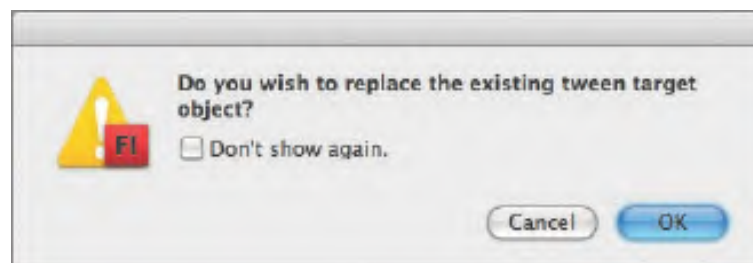 Do you wish to replace the existing tween target
object?
Don't show again.
Fl
Cancel
OK